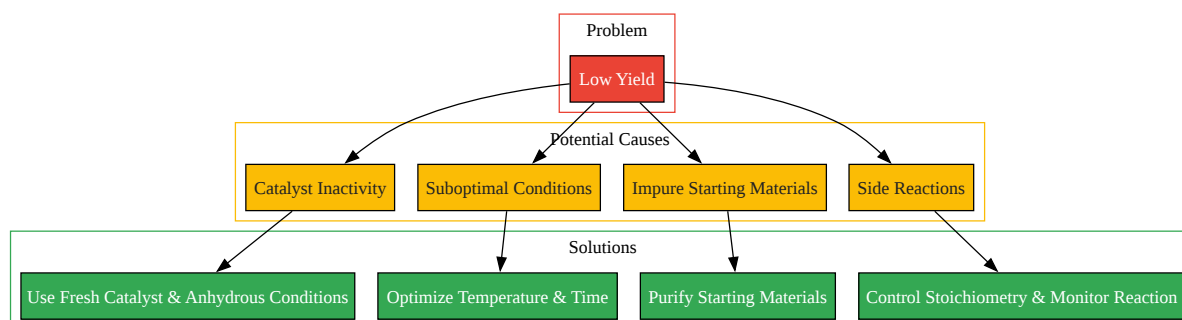 Problem
Low Yield
Potential Causes
Catalyst Inactivity
Suboptimal Conditions
Impure Starting Materials
Side Reactions
Solutions
Use Fresh Catalyst & Anhydrous Conditions
Optimize Temperature & Time
Purify Starting Materials
Control Stoichiometry & Monitor Reaction